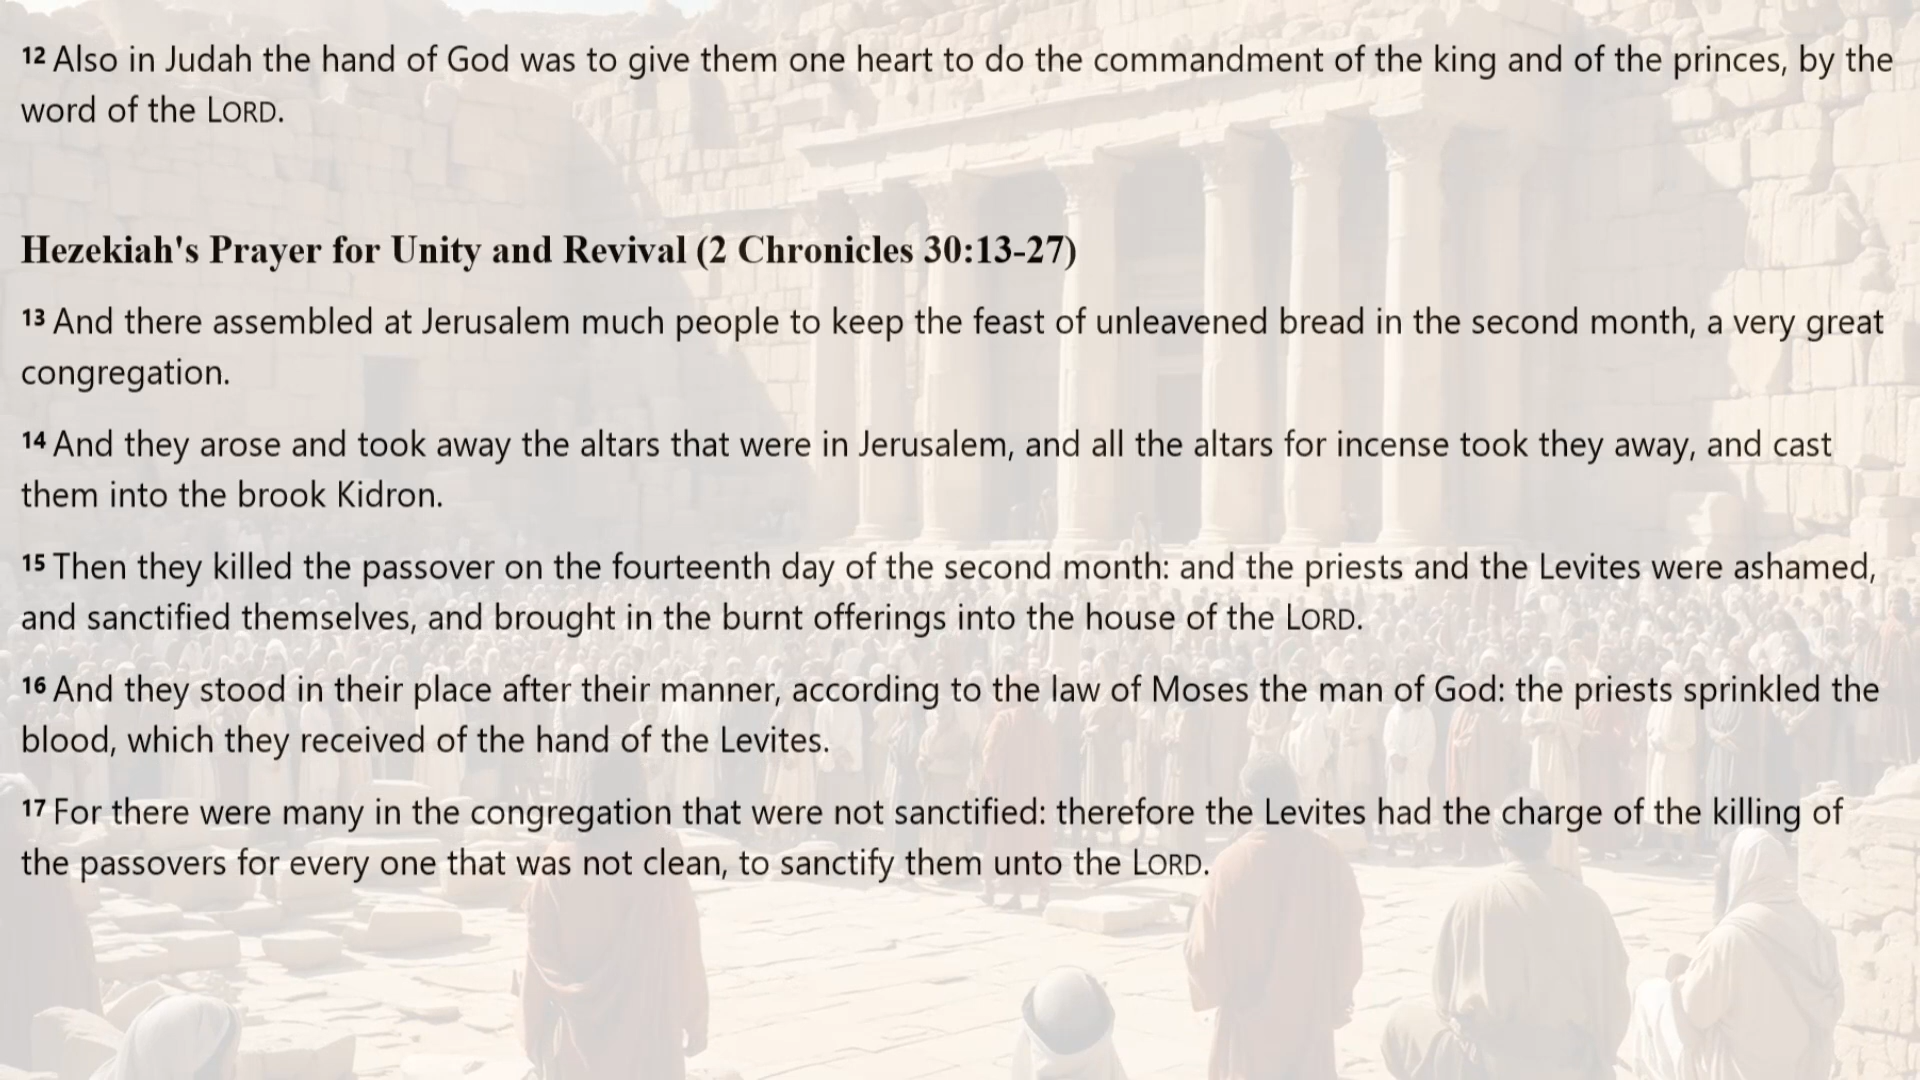 12 Also in Judah the hand of God was to give them one heart to do the commandment of the king and of the princes, by the
word of the LORD.
Hezekiah's Prayer for Unity and Revival (2 Chronicles 30:13-27)
13 And there assembled at Jerusalem much people to keep the feast of unleavened bread in the second month, a very great
congregation.
14 And they arose and took away the altars that were in Jerusalem, and all the altars for incense took they away, and cast
them into the brook Kidron.
15 Then they killed the passover on the fourteenth day of the second month: and the priests and the Levites were ashamed,
and sanctified themselves, and brought in the burnt offerings into the house of the LORD.
16 And they stood in their place after their manner, according to the law of Moses the man of God: the priests sprinkled the
blood, which they received of the hand of the Levites.
17 For there were many in the congregation that were not sanctified: therefore the Levites had the charge of the killing of
the passovers for every one that was not clean, to sanctify them unto the LORD.